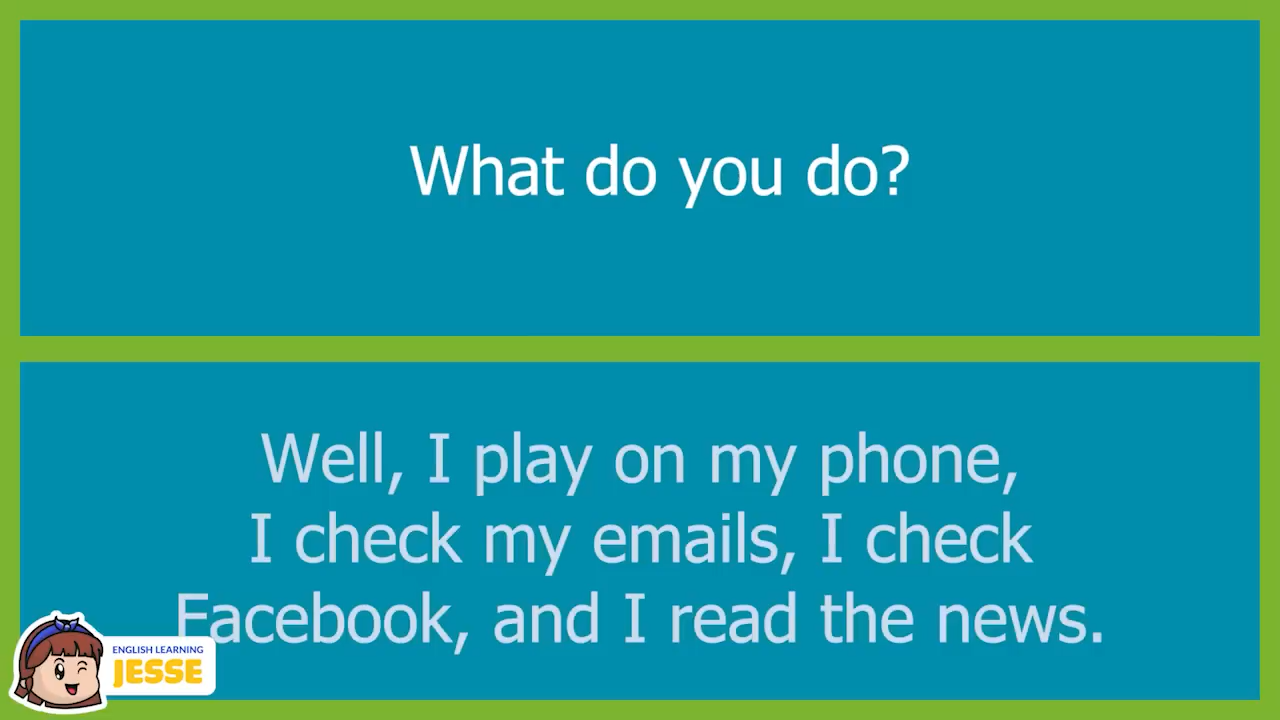 What do you do?
Well, I play on my phone,
I check my emails, I check
Facebook, and I read the news.
ENGLISH LEARNING
JESSE